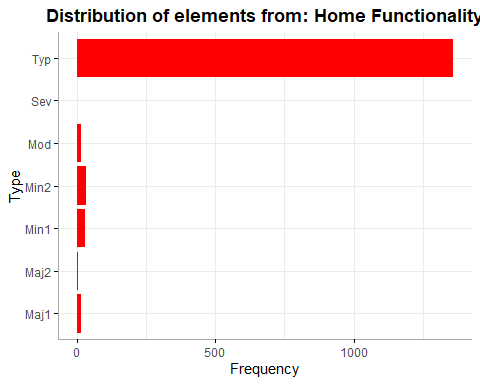 Distribution of elements from: Home Functionality
Typ
Sev
Mod
Min2
Min1
Maj2
Maj1
Type
0
500
1000
Frequency